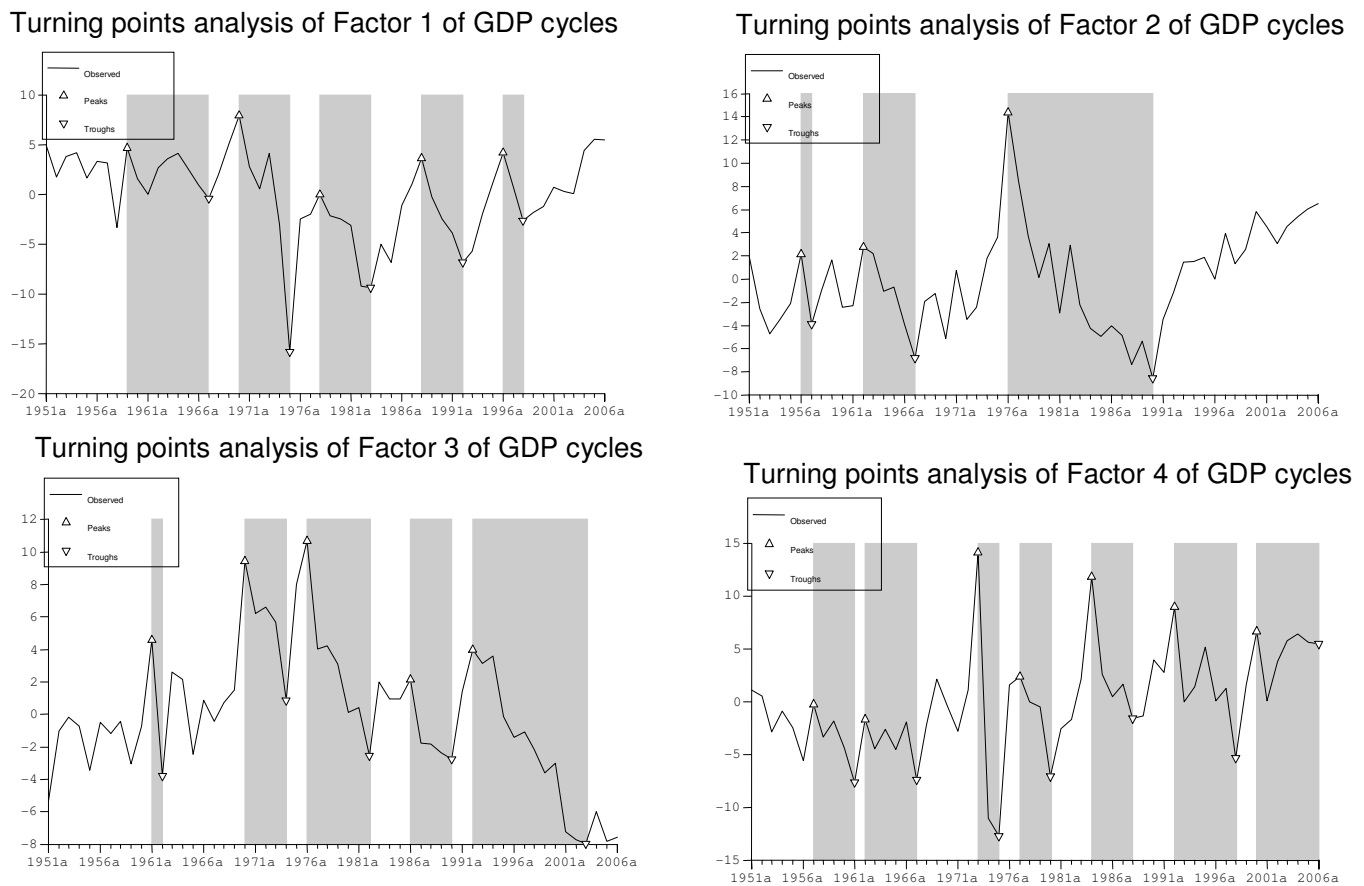 Turning points analysis of Factor 1 of GDP cycles
Observed
Peaks
Troughs
10
5
0
−5
−10
−15
−20
1951a 1956a 1961a 1966a 1971a 1976a 1981a 1986a 1991a 1996a 2001a 2006a
Turning points analysis of Factor 2 of GDP cycles
Observed
Peaks
Troughs
16
14
12
10
8
6
4
2
0
−2
−4
−6
−8
−10
1951a 1956a 1961a 1966a 1971a 1976a 1981a 1986a 1991a 1996a 2001a 2006a
Turning points analysis of Factor 3 of GDP cycles
Observed
Peaks
Troughs
12
10
8
6
4
2
0
−2
−4
−6
−8
1951a 1956a 1961a 1966a 1971a 1976a 1981a 1986a 1991a 1996a 2001a 2006a
Turning points analysis of Factor 4 of GDP cycles
Observed
Peaks
Troughs
15
10
5
0
−5
−10
−15
1951a 1956a 1961a 1966a 1971a 1976a 1981a 1986a 1991a 1996a 2001a 2006a